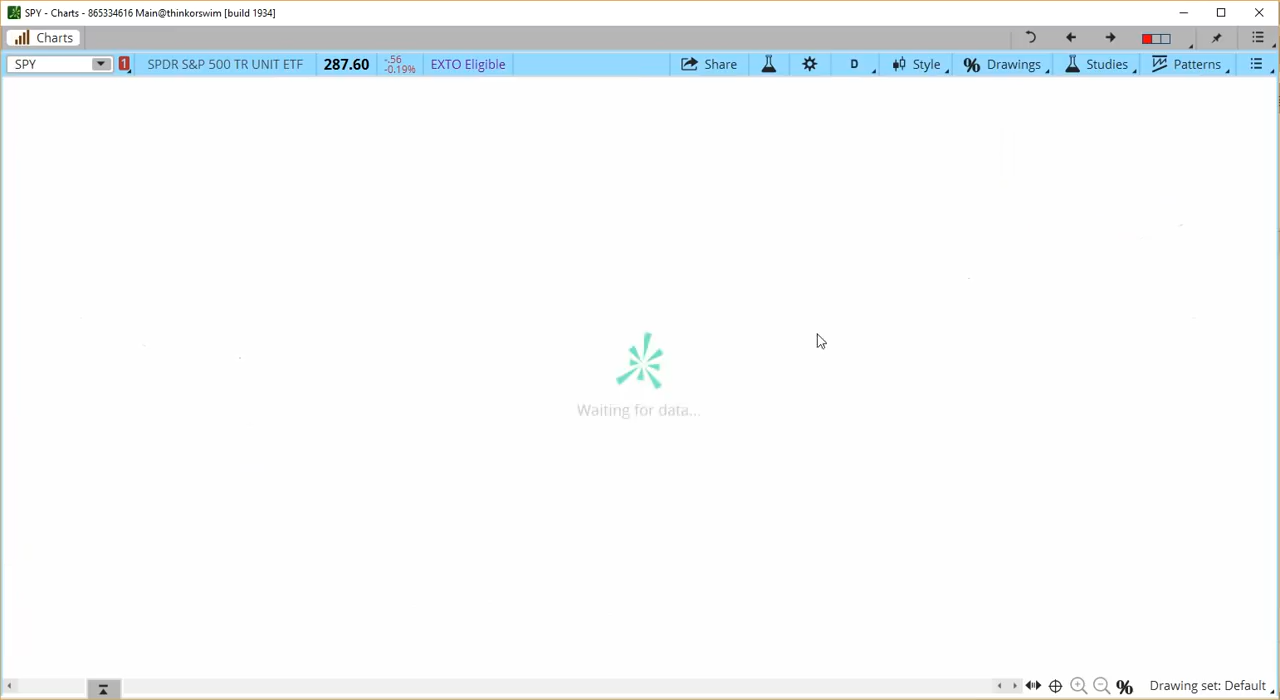 SPY - Charts - 865334616 Main@thinkorswim [build 1934]
Charts
SPY 1 SPDR S&P 500 TR UNIT ETF 287.60 -.56 -0.19% EXTO Eligible Share D Style % Drawings Studies Patterns
Waiting for data...
% Drawing set: Default